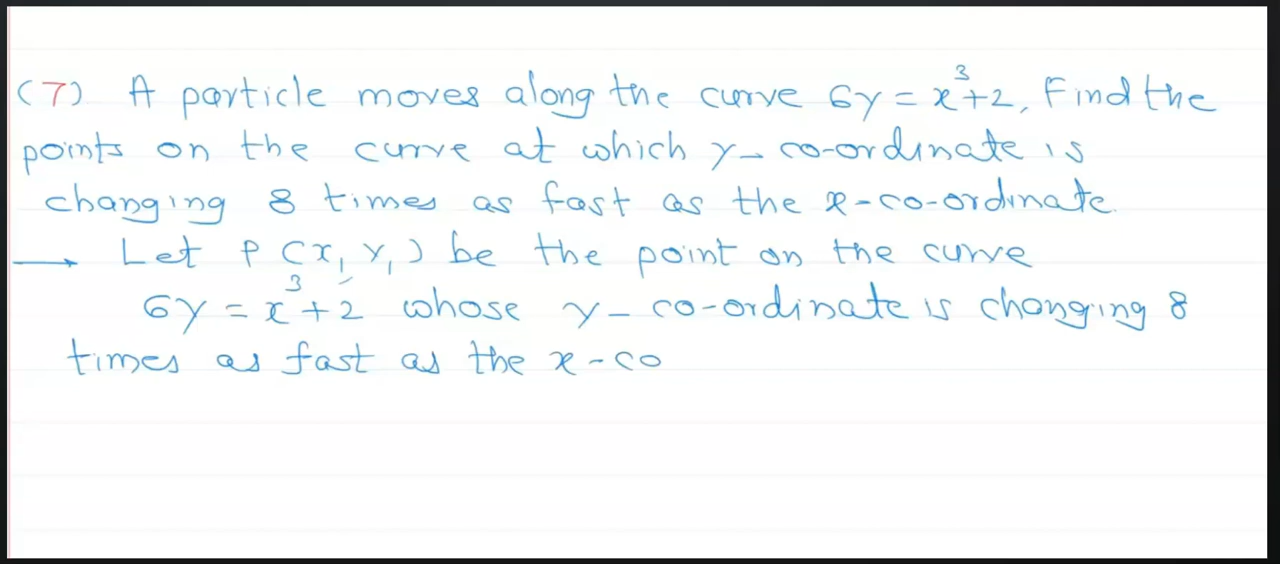 (7) A particle moves along the curve 6y = x³+2, Find the
points on the curve at which y-co-ordinate is
changing 8 times as fast as the x-co-ordinate.
→ Let P(x₁, y₁) be the point on the curve
6y = x³+2 whose y-co-ordinate is changing 8
times as fast as the x-co